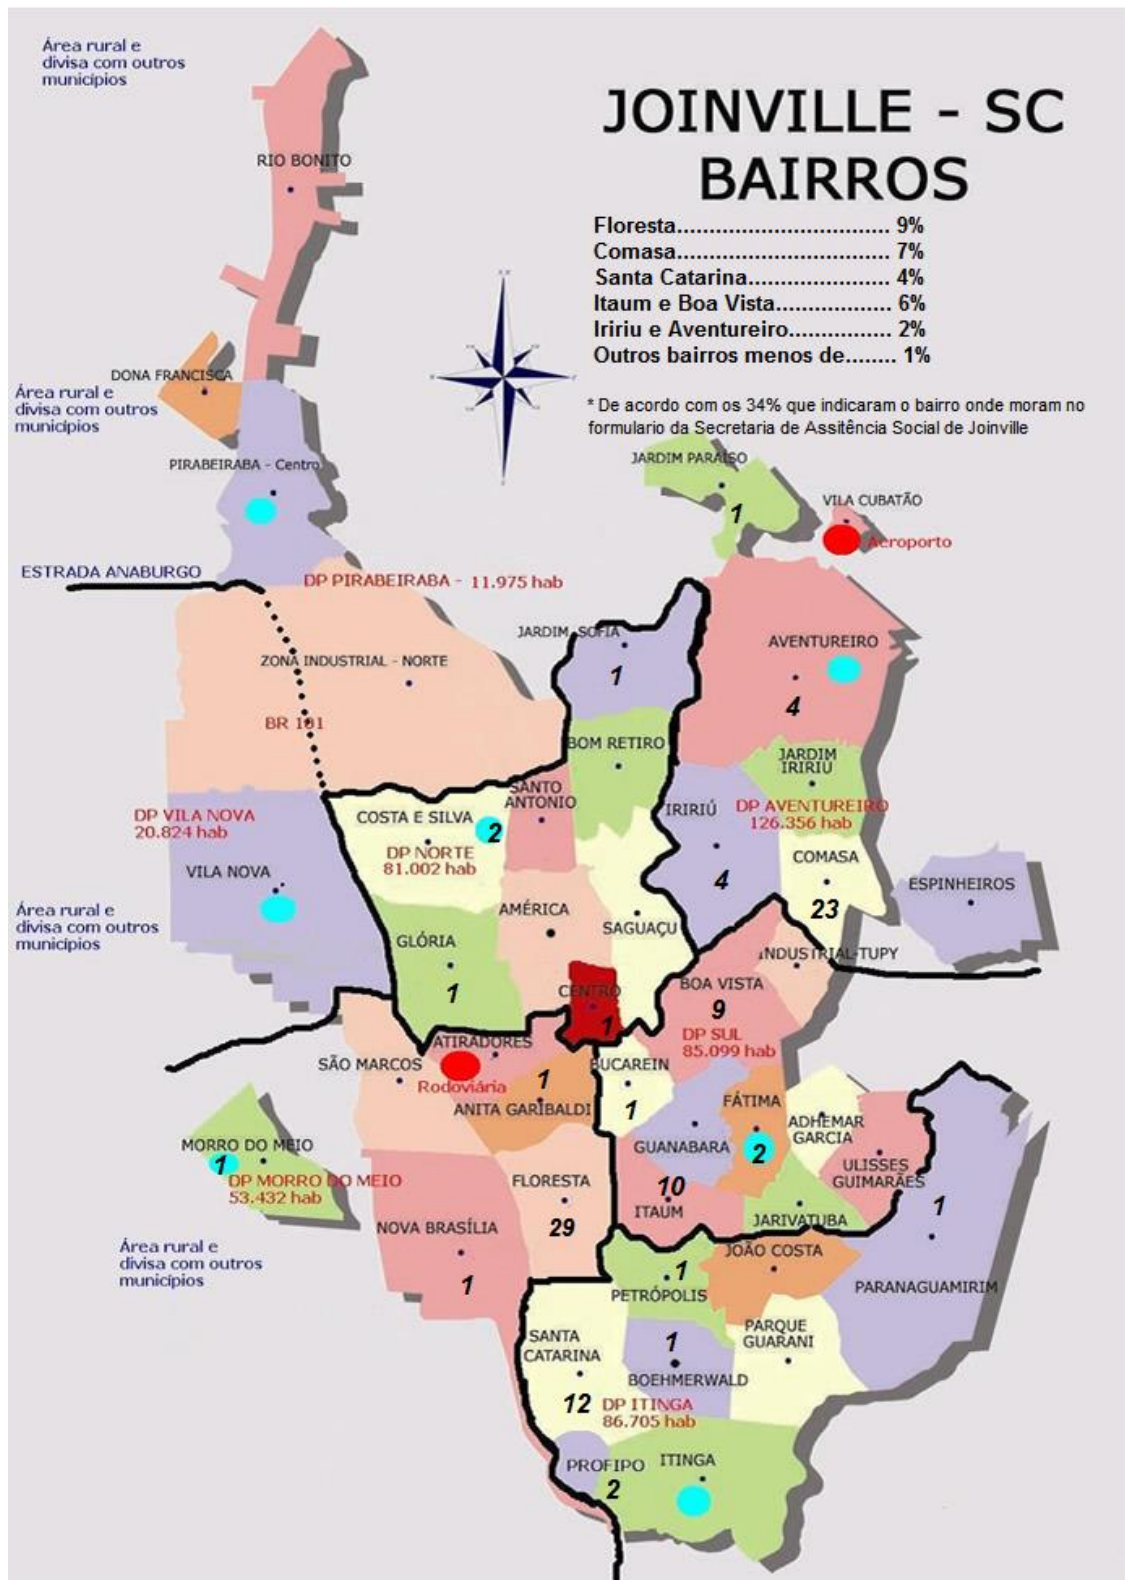 Área rural e
divisa com outros
municípios
JOINVILLE - SC
BAIRROS
RIO BONITO
Floresta................................. 9%
Comasa................................. 7%
Santa Catarina...................... 4%
Itaum e Boa Vista.................. 6%
Iririu e Aventureiro................ 2%
Outros bairros menos de........ 1%
DONA FRANCISCA
Área rural e
divisa com outros
municípios
* De acordo com os 34% que indicaram o bairro onde moram no
formulario da Secretaria de Assitência Social de Joinville
PIRABEIRABA - Centro
JARDIM PARAÍSO
1
VILA CUBATÃO
Aeroporto
ESTRADA ANABURGO
DP PIRABEIRABA - 11.975 hab
JARDIM SOFIA
1
AVENTUREIRO
4
ZONA INDUSTRIAL - NORTE
BR 101
BOM RETIRO
JARDIM
IRIRIÚ
SANTO
ANTONIO
IRIRIÚ
4
DP AVENTUREIRO
126.356 hab
DP VILA NOVA
20.824 hab
COSTA E SILVA
2
DP NORTE
81.002 hab
VILA NOVA
COMASA
23
ESPINHEIROS
Área rural e
divisa com outros
municípios
AMÉRICA
SAGUAÇU
GLÓRIA
1
INDUSTRIAL-TUPY
CENTRO
1
BOA VISTA
9
DP SUL
85.099 hab
ATIRADORES
SÃO MARCOS
Rodoviária
1
ANITA GARIBALDI
BUCAREIN
1
FÁTIMA
2
ADHEMAR
GARCIA
MORRO DO MEIO
1
DP MORRO DO MEIO
53.432 hab
GUANABARA
ULISSES
GUIMARÃES
FLORESTA
29
10
ITAUM
JARIVATUBA
1
NOVA BRASÍLIA
1
Área rural e
divisa com outros
municípios
JOÃO COSTA
1
PETRÓPOLIS
PARANAGUAMIRIM
SANTA
CATARINA
12
1
BOEHMERWALD
PARQUE
GUARANI
DP ITINGA
86.705 hab
PROFIPO
2
ITINGA